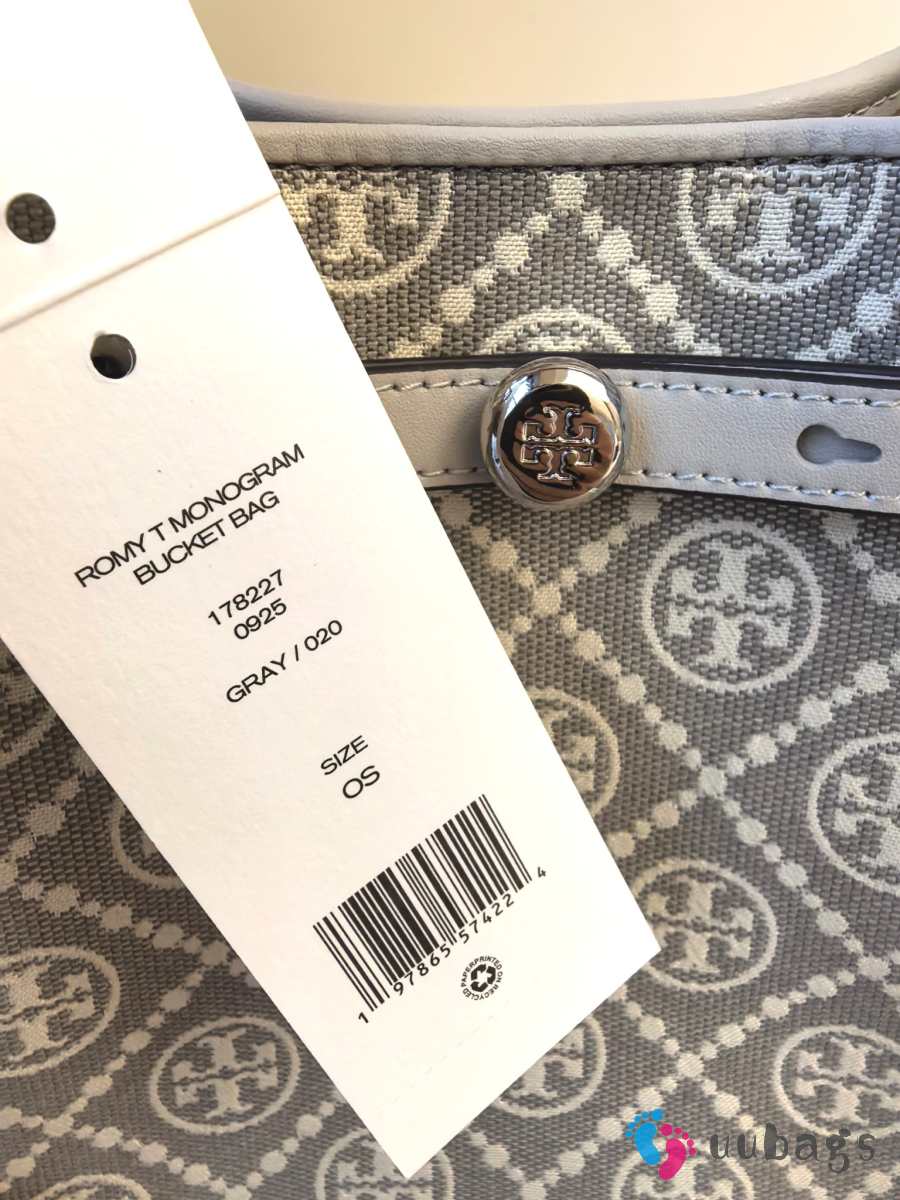 ROMY T MONOGRAM
BUCKET BAG
178227
0925
GRAY / 020
SIZE
OS
1 97865 57422 4
PRINTED ON RECYCLED PAPER
uubags